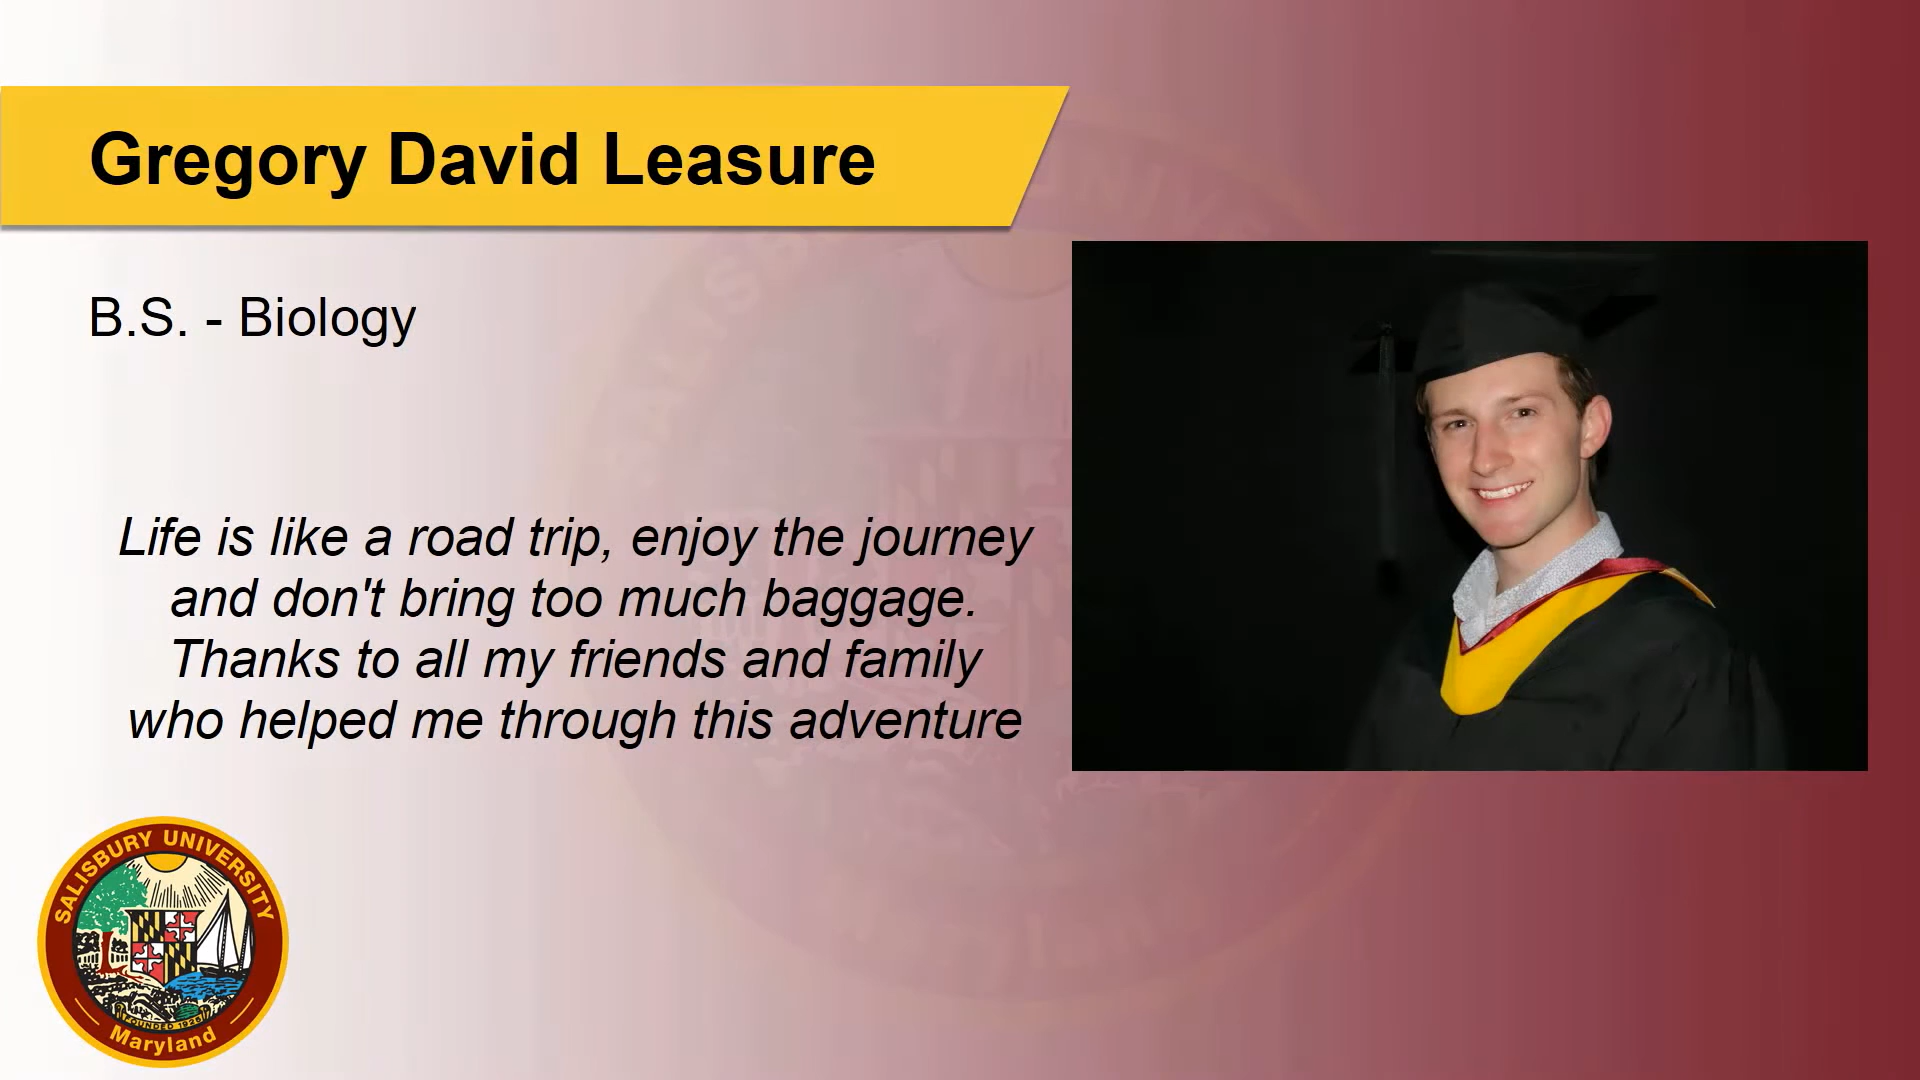 Gregory David Leasure
B.S. - Biology
Life is like a road trip, enjoy the journey
and don't bring too much baggage.
Thanks to all my friends and family
who helped me through this adventure
SALISBURY UNIVERSITY
FOUNDED 1925
Maryland